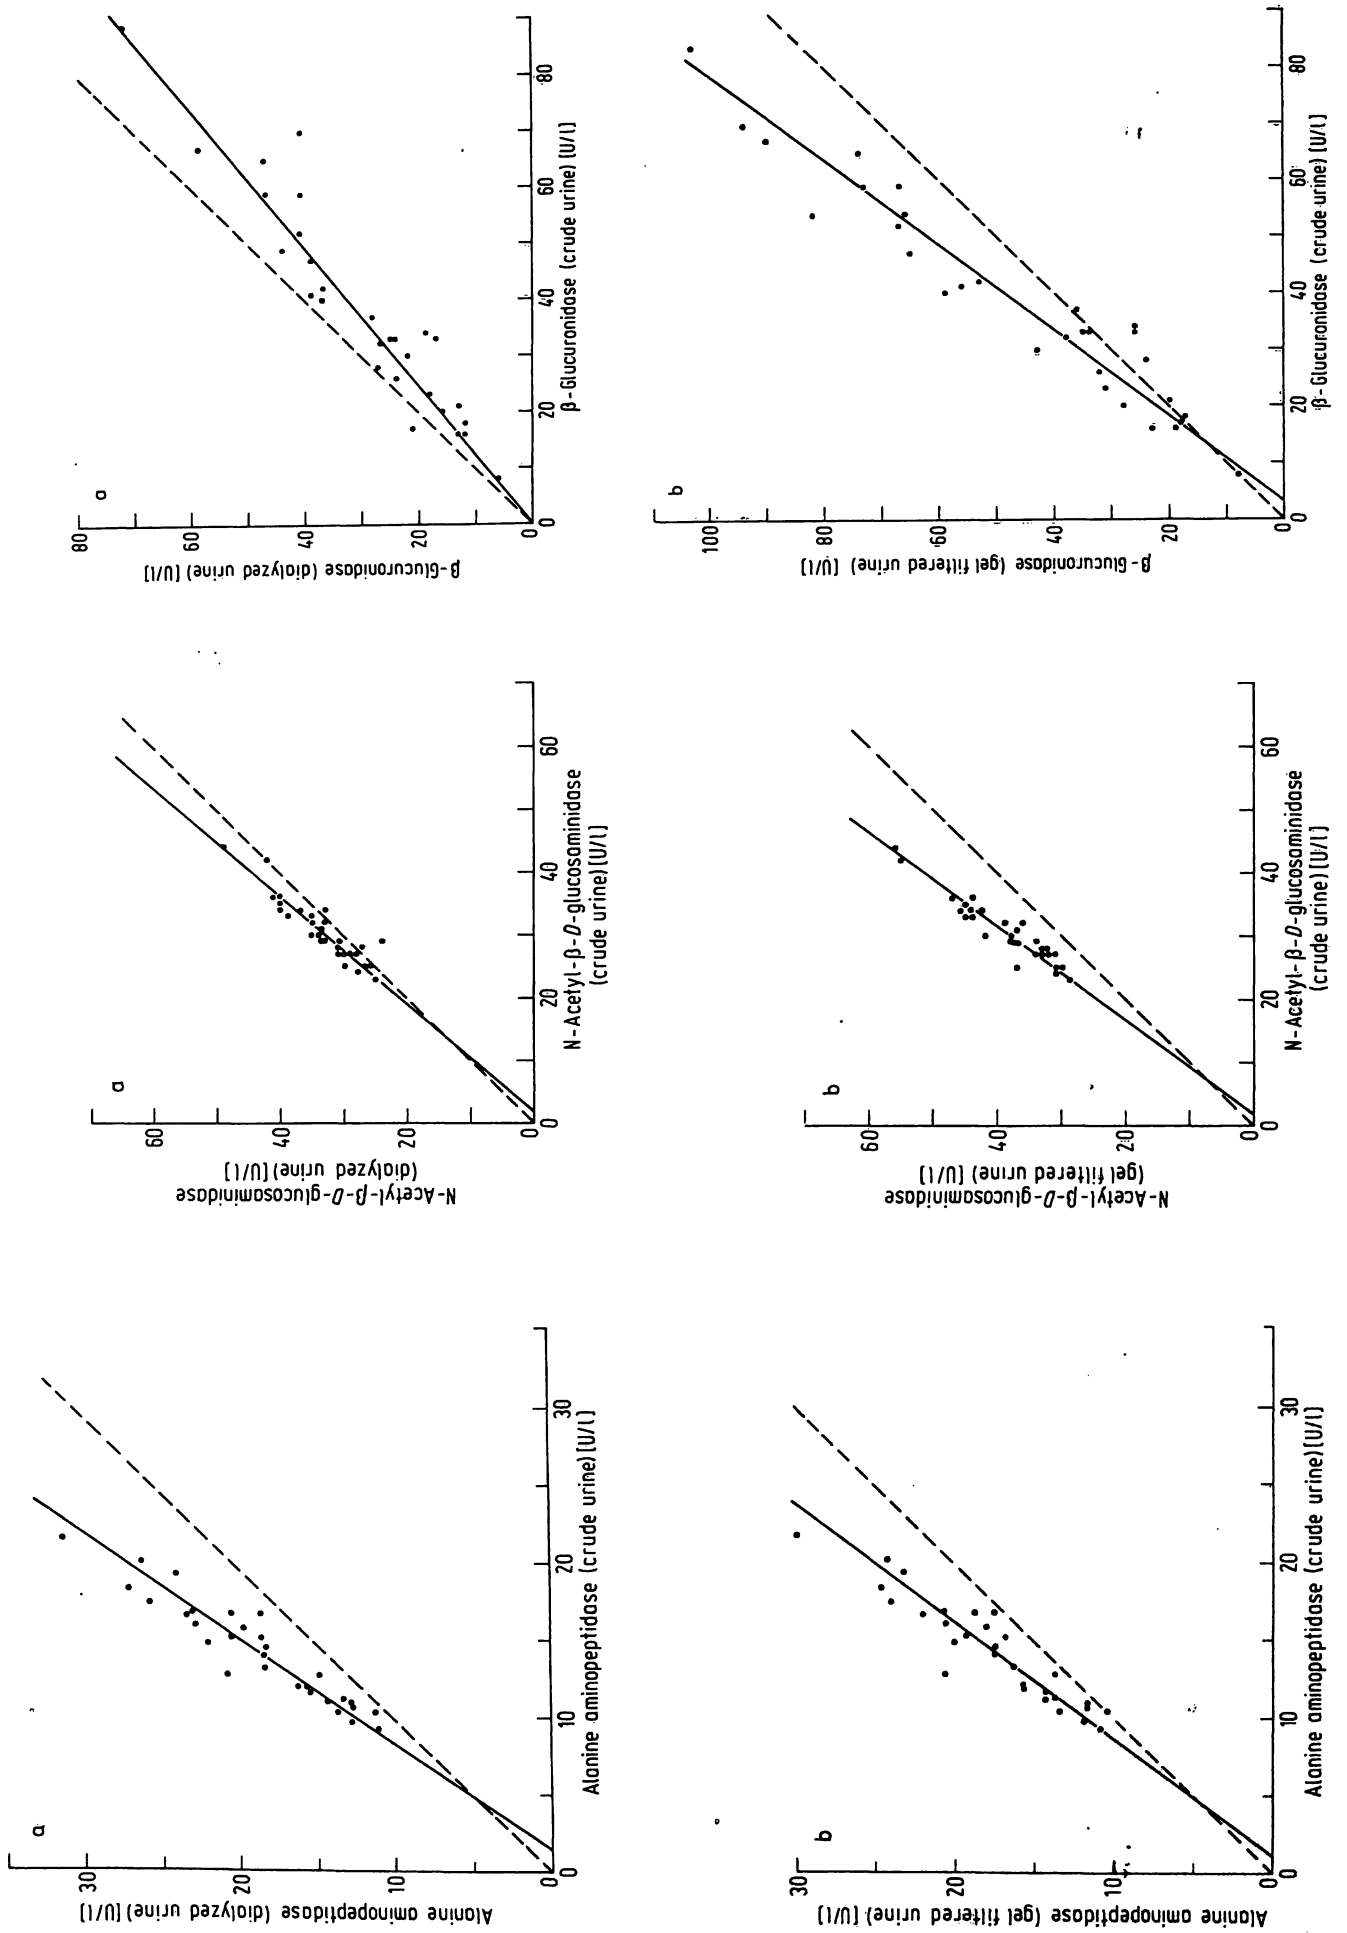 a
Alanine aminopeptidase (dialyzed urine) [U/l]
30
20
10
0
0 10 20 30
Alanine aminopeptidase (crude urine) [U/l]
b
Alanine aminopeptidase (gel filtered urine) [U/l]
30
20
10
0
0 10 20 30
Alanine aminopeptidase (crude urine) [U/l]
a
N-Acetyl-β-D-glucosaminidase
(dialyzed urine) [U/l]
60
40
20
0
0 20 40 60
N-Acetyl-β-D-glucosaminidase
(crude urine) [U/l]
b
N-Acetyl-β-D-glucosaminidase
(gel filtered urine) [U/l]
60
40
20
0
0 20 40 60
N-Acetyl-β-D-glucosaminidase
(crude urine) [U/l]
a
β-Glucuronidase (dialyzed urine) [U/l]
80
60
40
20
0
0 20 40 60 80
β-Glucuronidase (crude urine) [U/l]
b
β-Glucuronidase (gel filtered urine) [U/l]
100
80
60
40
20
0
0 20 40 60 80
β-Glucuronidase (crude urine) [U/l]